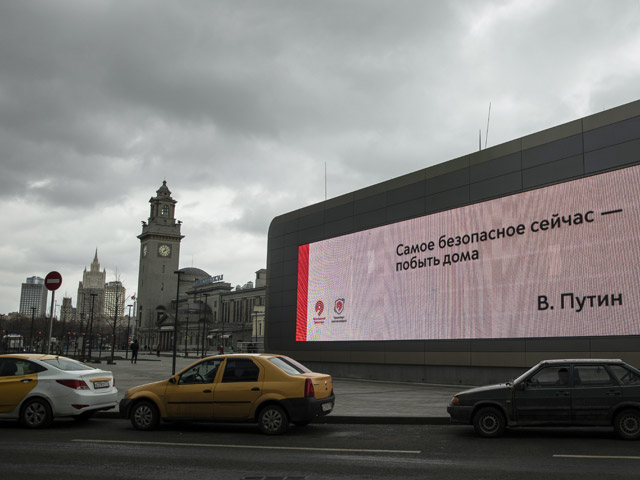 Самое безопасное сейчас —
побыть дома
В. Путин